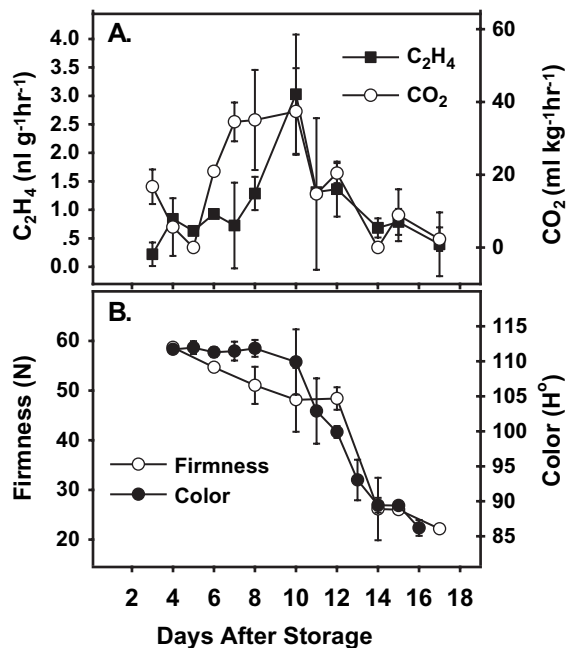 A.
C₂H₄
CO₂
4.0
3.5
3.0
2.5
2.0
1.5
1.0
.5
0.0
C₂H₄ (nl g⁻¹hr⁻¹)
60
40
20
0
CO₂ (ml kg⁻¹hr⁻¹)
B.
Firmness
Color
60
50
40
30
20
Firmness (N)
115
110
105
100
95
90
85
Color (H°)
2 4 6 8 10 12 14 16 18
Days After Storage